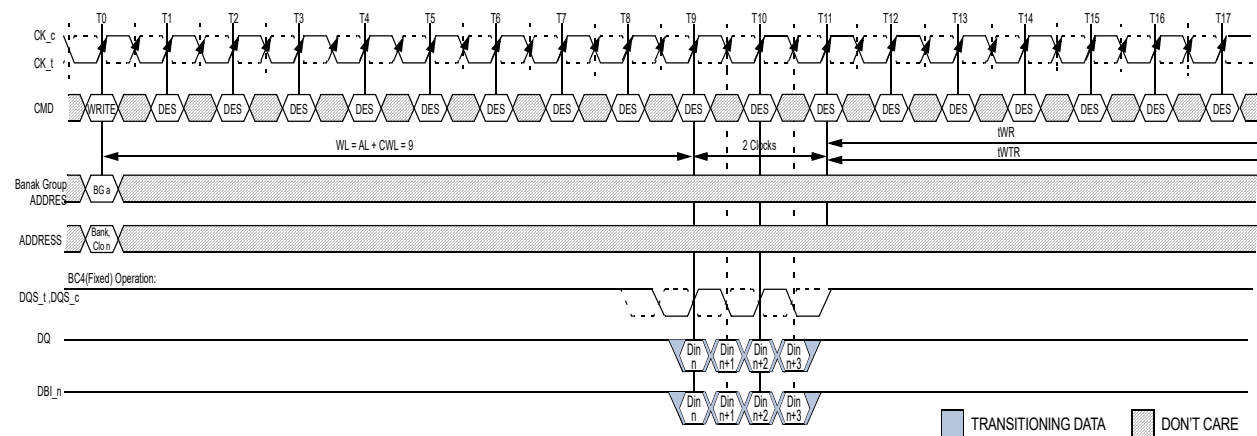 T0 T1 T2 T3 T4 T5 T6 T7 T8 T9 T10 T11 T12 T13 T14 T15 T16 T17
CK_c
CK_t
CMD WRITE DES DES DES DES DES DES DES DES DES DES DES DES DES DES DES DES DES
tWR
WL = AL + CWL = 9 2 Clocks
tWTR
Banak Group
ADDRES
BG a
ADDRESS
Bank,
Clo n
BC4(Fixed) Operation:
DQS_t ,DQS_c
DQ
Din Din Din Din
n n+1 n+2 n+3
DBI_n
Din Din Din Din
n n+1 n+2 n+3
TRANSITIONING DATA DON'T CARE